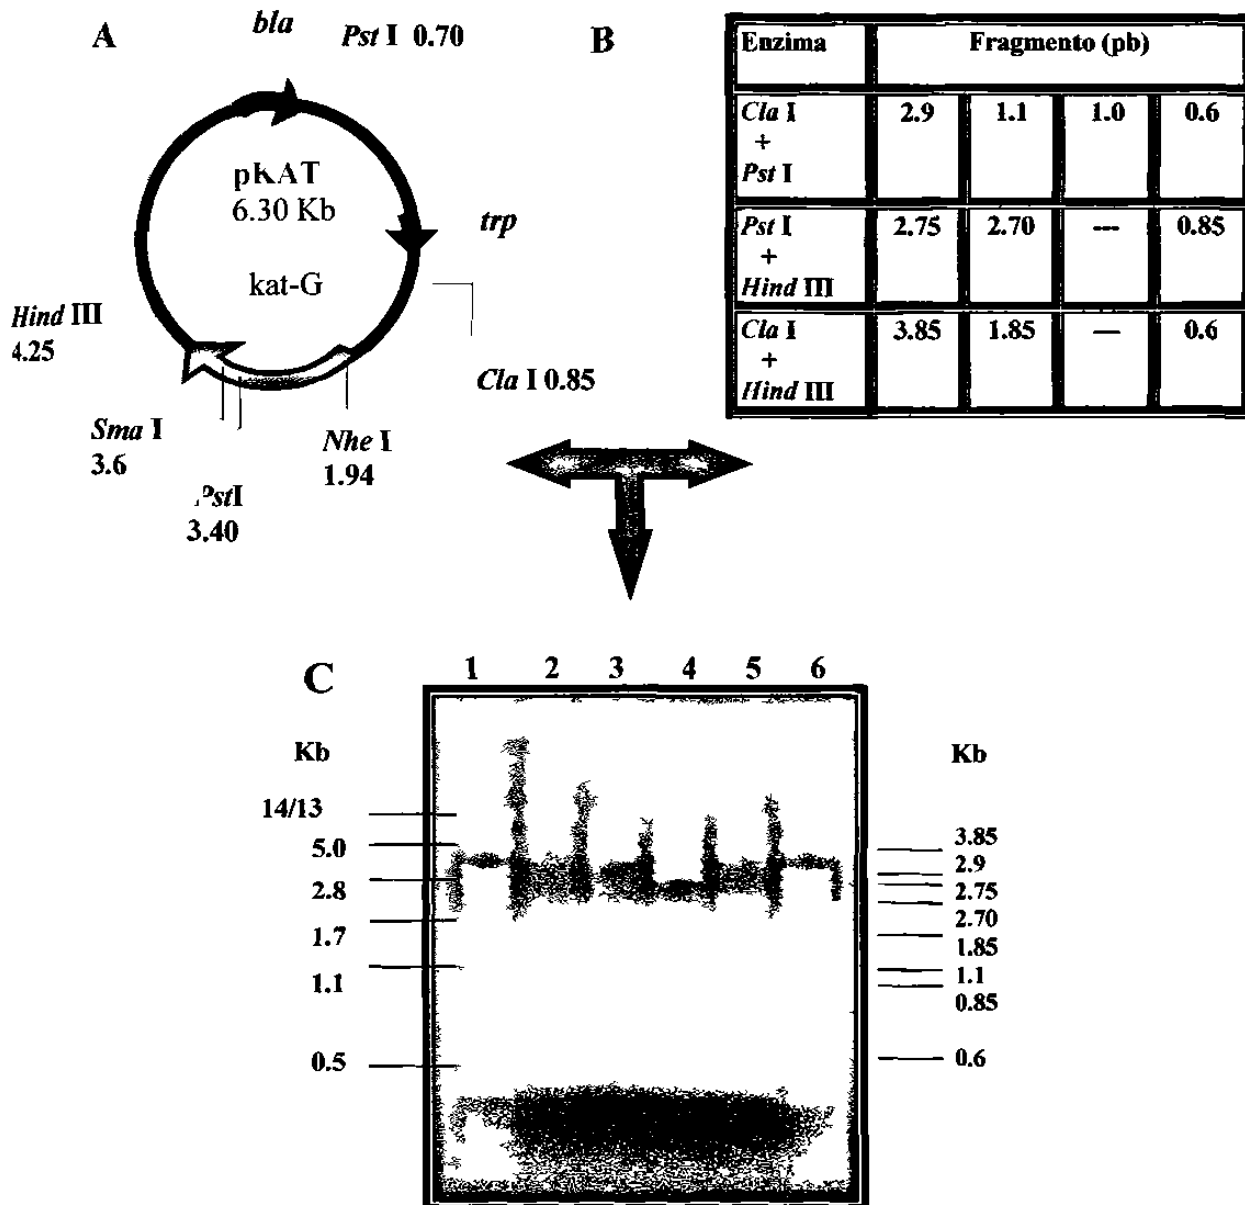 A
bla
Pst I 0.70
pKAT
6.30 Kb
kat-G
trp
Hind III
4.25
Cla I 0.85
Sma I
3.6
Nhe I
1.94
PstI
3.40
B
Enzima Fragmento (pb)
Cla I + Pst I 2.9 1.1 1.0 0.6
Pst I + Hind III 2.75 2.70 --- 0.85
Cla I + Hind III 3.85 1.85 — 0.6
C
1 2 3 4 5 6
Kb
14/13
5.0
2.8
1.7
1.1
0.5
Kb
3.85
2.9
2.75
2.70
1.85
1.1
0.85
0.6